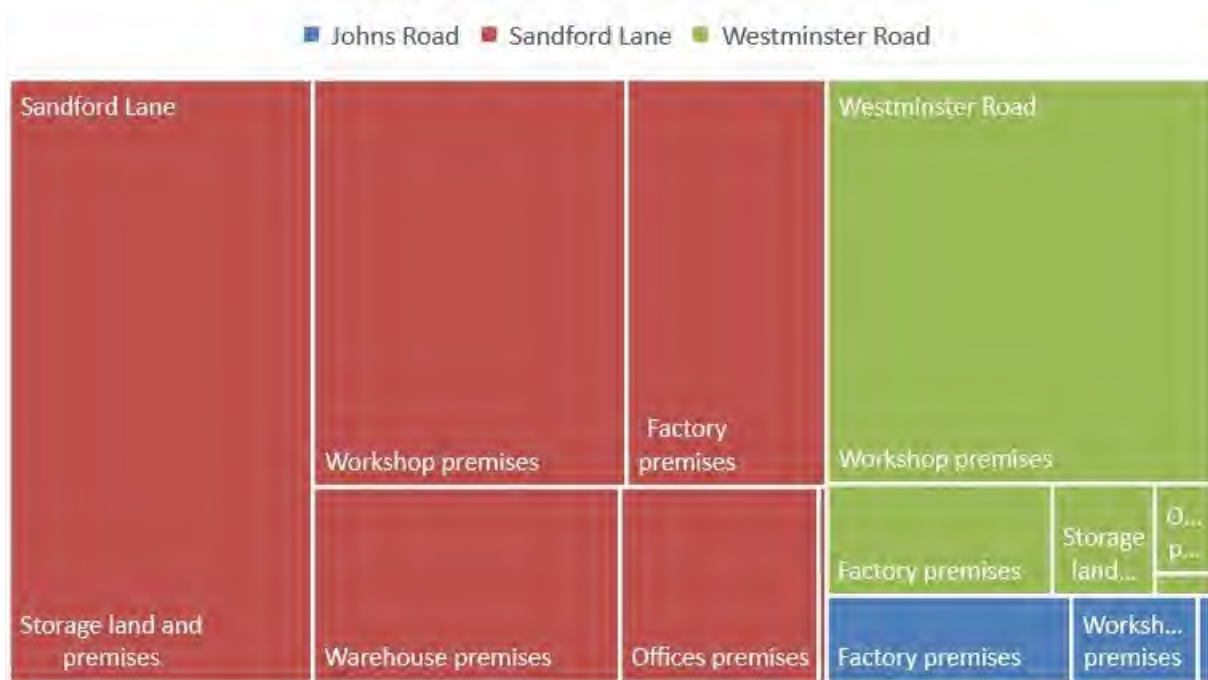 Johns Road Sandford Lane Westminster Road
Sandford Lane
Storage land and
premises
Workshop premises
Factory
premises
Warehouse premises
Offices premises
Westminster Road
Workshop premises
Factory premises
Storage
land...
O...
p...
Factory premises
Worksh...
premises